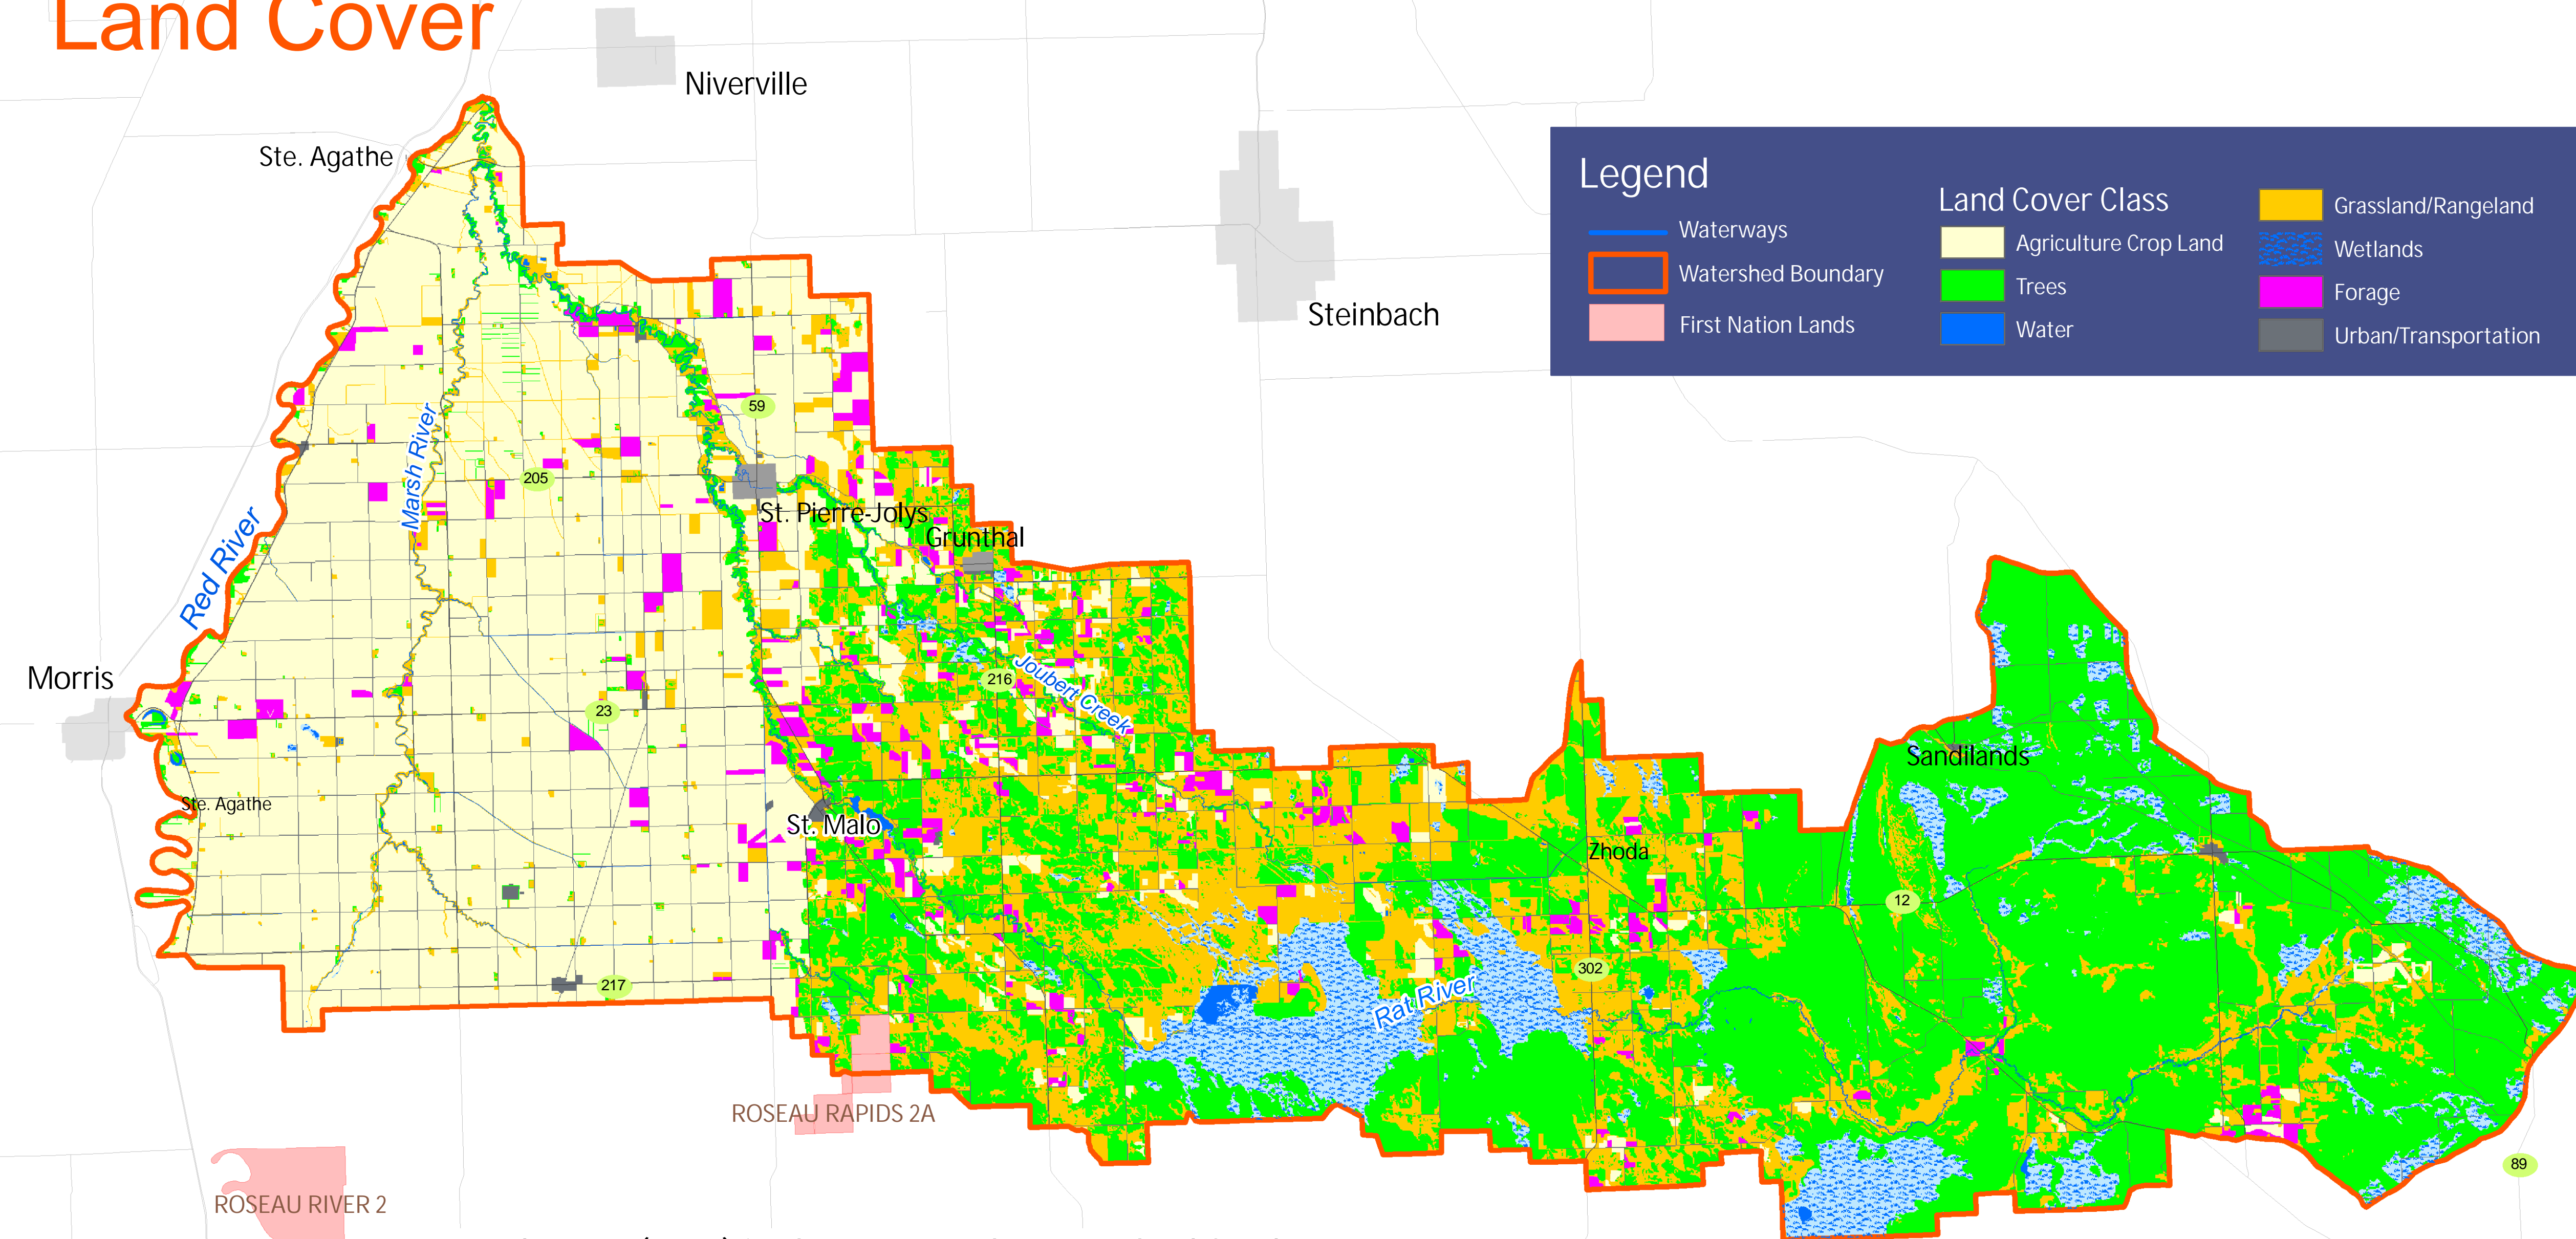 Land Cover
Niverville
Ste. Agathe
Legend
Waterways
Watershed Boundary
First Nation Lands
Land Cover Class
Agriculture Crop Land
Trees
Water
Grassland/Rangeland
Wetlands
Forage
Urban/Transportation
Steinbach
59
Marsh River
205
St. Pierre-Jolys
Grunthal
Red River
Morris
216
Joubert Creek
23
Sandilands
Ste. Agathe
St. Malo
Zhoda
12
302
217
Rat River
ROSEAU RAPIDS 2A
89
ROSEAU RIVER 2